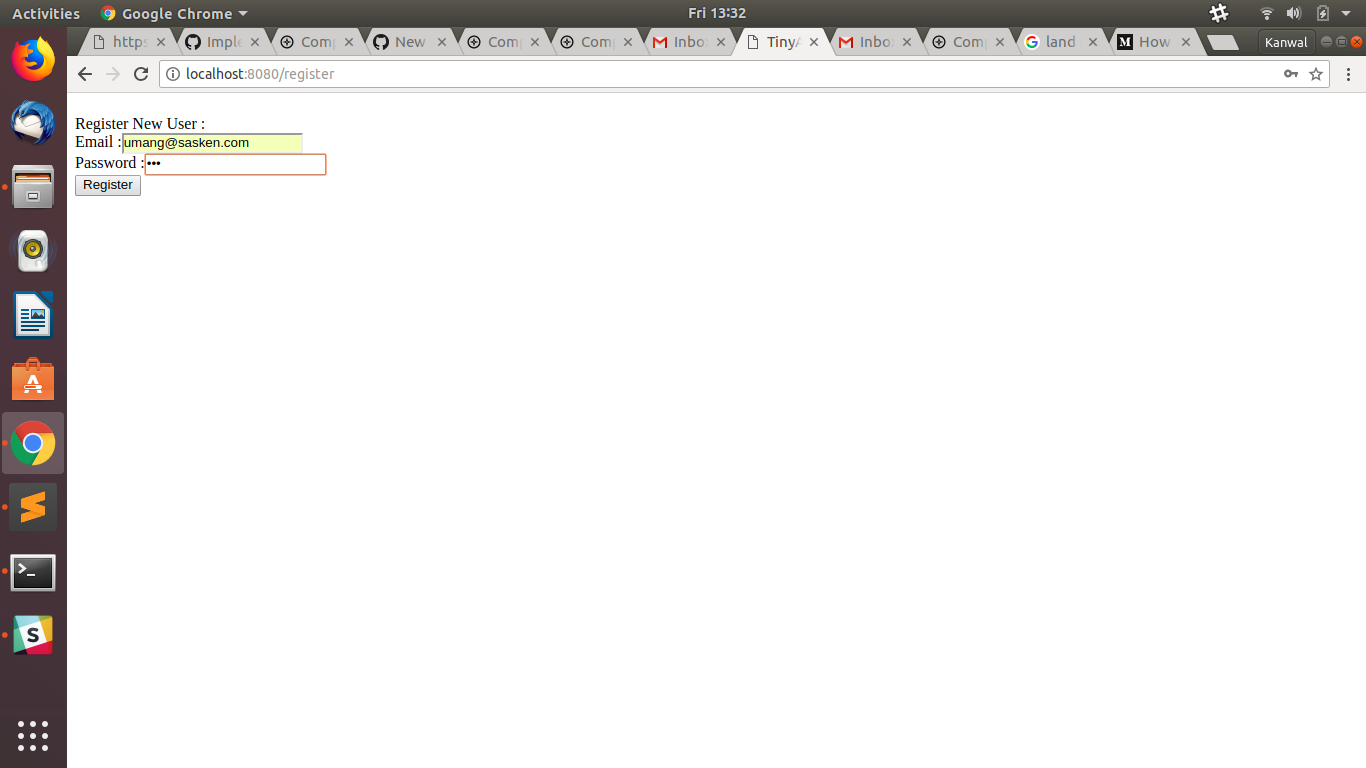 Activities Google Chrome Fri 13:32
https Imple Comp New Comp Comp Inbo TinyA Inbo Comp land How Kanwal
localhost:8080/register
Register New User :
Email :umang@sasken.com
Password :•••
Register